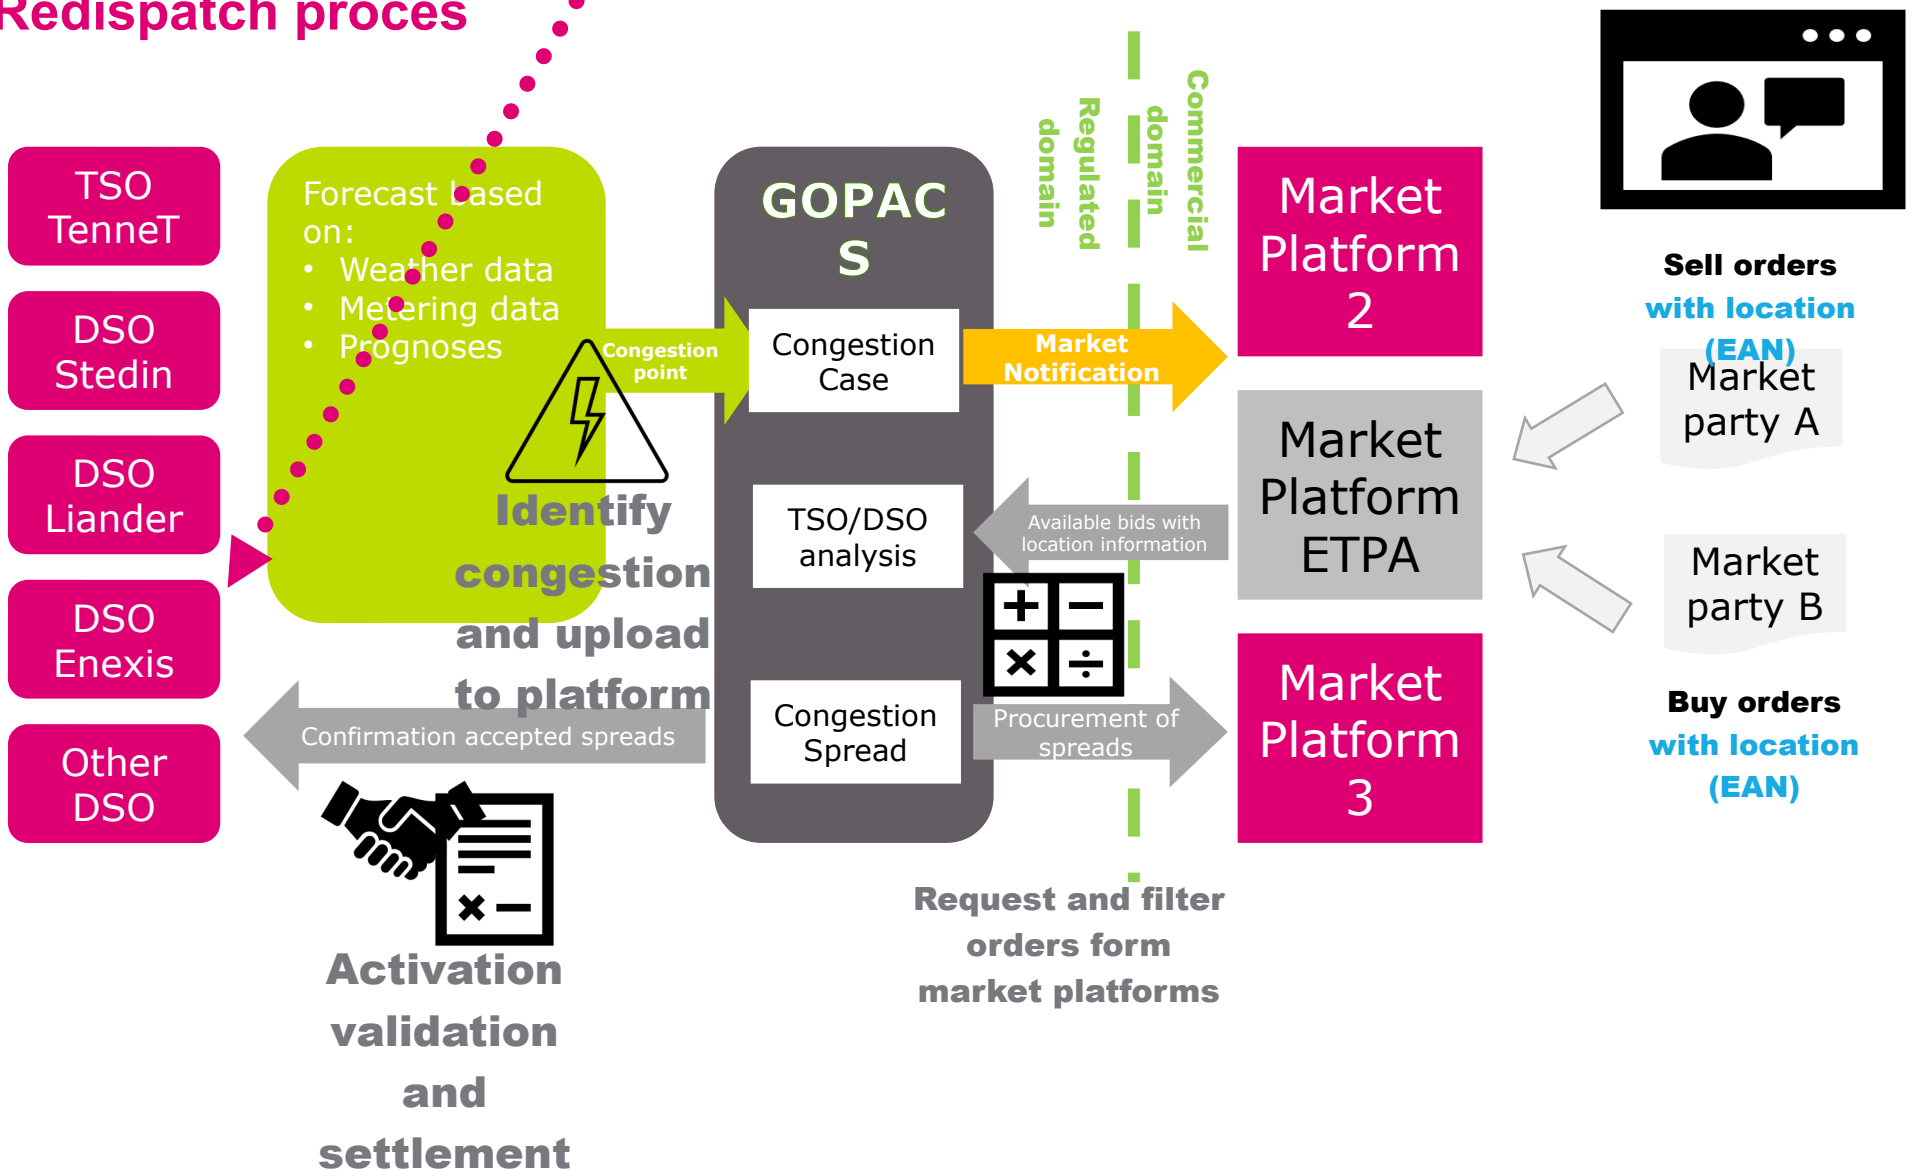 Redispatch proces
TSO
TenneT
DSO
Stedin
DSO
Liander
DSO
Enexis
Other
DSO
Forecast based
on:
• Weather data
• Metering data
• Prognoses
Congestion
point
Identify
congestion
and upload
to platform
Confirmation accepted spreads
Activation
validation
and
settlement
GOPAC
S
Congestion
Case
TSO/DSO
analysis
Congestion
Spread
Regulated
domain
Commercial
domain
Market
Notification
Available bids with
location information
Procurement of
spreads
Request and filter
orders form
market platforms
Market
Platform
2
Market
Platform
ETPA
Market
Platform
3
Sell orders
with location
(EAN)
Market
party A
Market
party B
Buy orders
with location
(EAN)